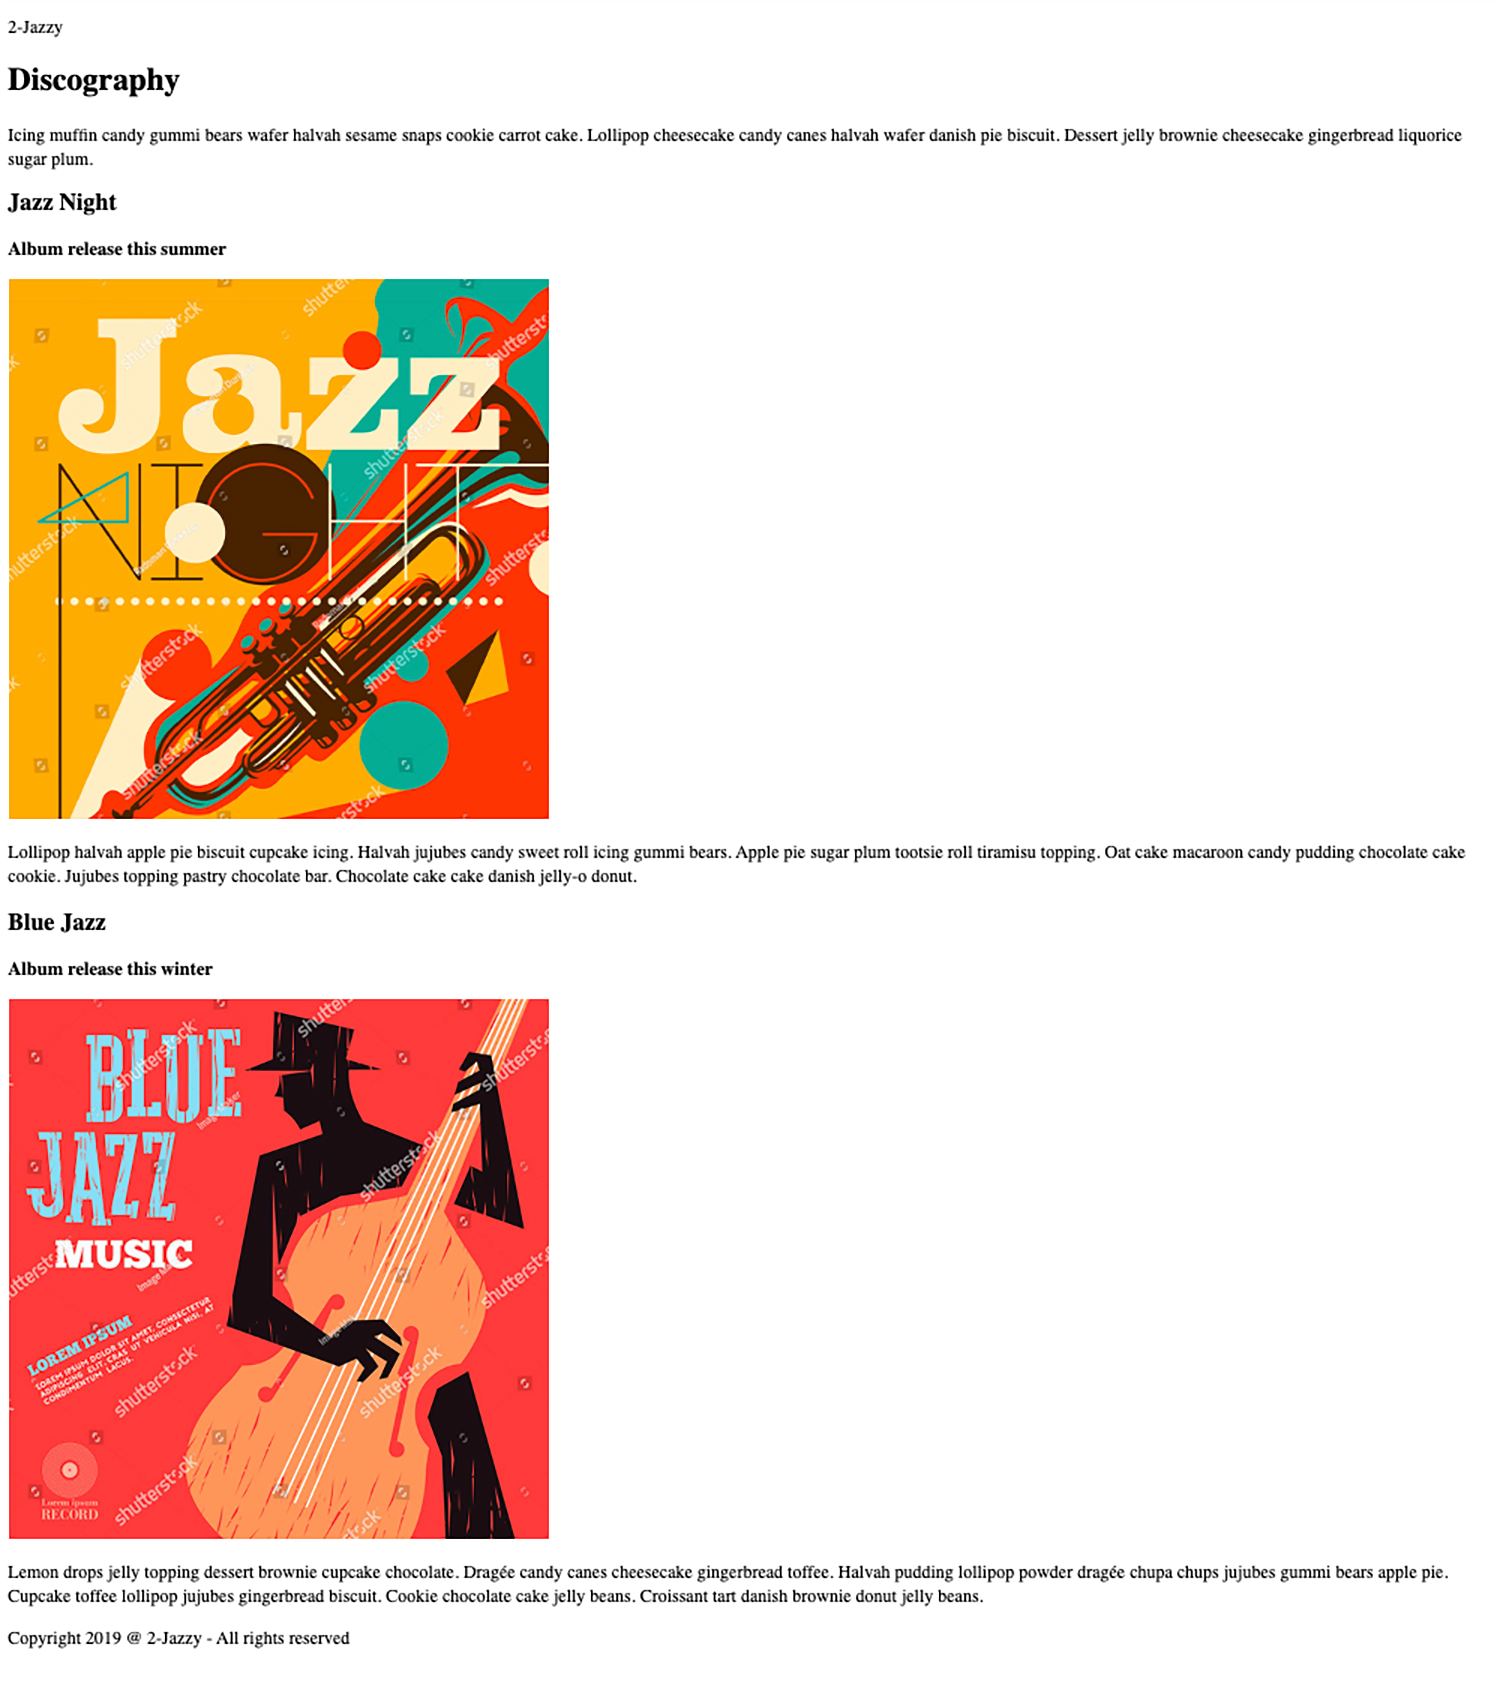 2-Jazzy
Discography
Icing muffin candy gummi bears wafer halvah sesame snaps cookie carrot cake. Lollipop cheesecake candy canes halvah wafer danish pie biscuit. Dessert jelly brownie cheesecake gingerbread liquorice
sugar plum.
Jazz Night
Album release this summer
Jazz
NIGHT
shutterstock
Lollipop halvah apple pie biscuit cupcake icing. Halvah jujubes candy sweet roll icing gummi bears. Apple pie sugar plum tootsie roll tiramisu topping. Oat cake macaroon candy pudding chocolate cake
cookie. Jujubes topping pastry chocolate bar. Chocolate cake cake danish jelly-o donut.
Blue Jazz
Album release this winter
BLUE
JAZZ
MUSIC
LOREM IPSUM
LOREM IPSUM DOLOR SIT AMET, CONSECTETUR
ADIPISCING ELIT. CRAS UT VEHICULA NISI, AT
CONDIMENTUM LACUS.
Lorem ipsum
RECORD
shutterstock
Image Maker
Lemon drops jelly topping dessert brownie cupcake chocolate. Dragée candy canes cheesecake gingerbread toffee. Halvah pudding lollipop powder dragée chupa chups jujubes gummi bears apple pie.
Cupcake toffee lollipop jujubes gingerbread biscuit. Cookie chocolate cake jelly beans. Croissant tart danish brownie donut jelly beans.
Copyright 2019 @ 2-Jazzy - All rights reserved